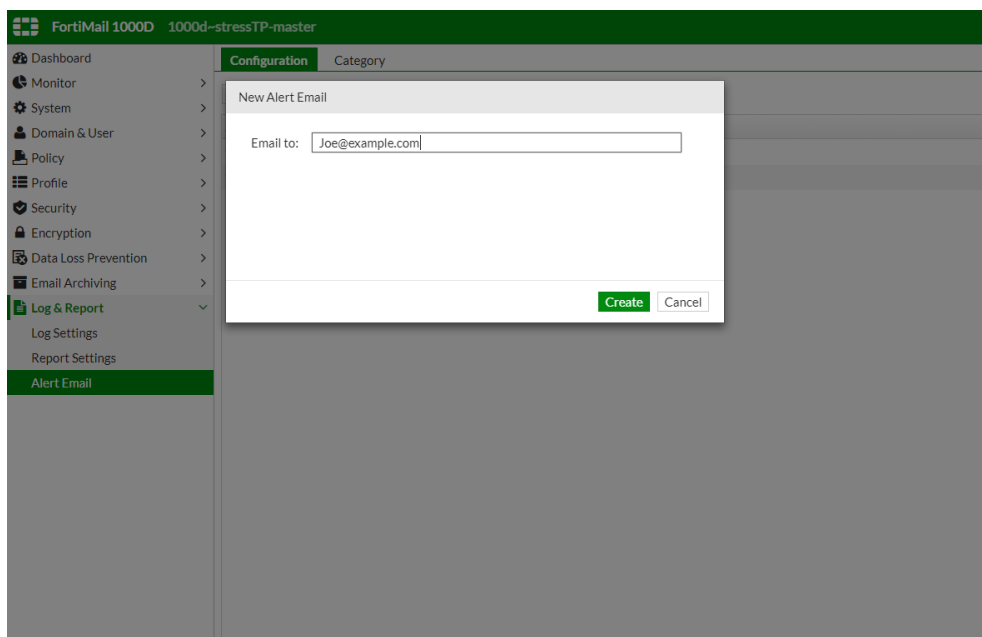 FortiMail 1000D 1000d~stressTP-master
Dashboard
Monitor
System
Domain & User
Policy
Profile
Security
Encryption
Data Loss Prevention
Email Archiving
Log & Report
Log Settings
Report Settings
Alert Email
Configuration Category
New Alert Email
Email to: Joe@example.com
Create Cancel